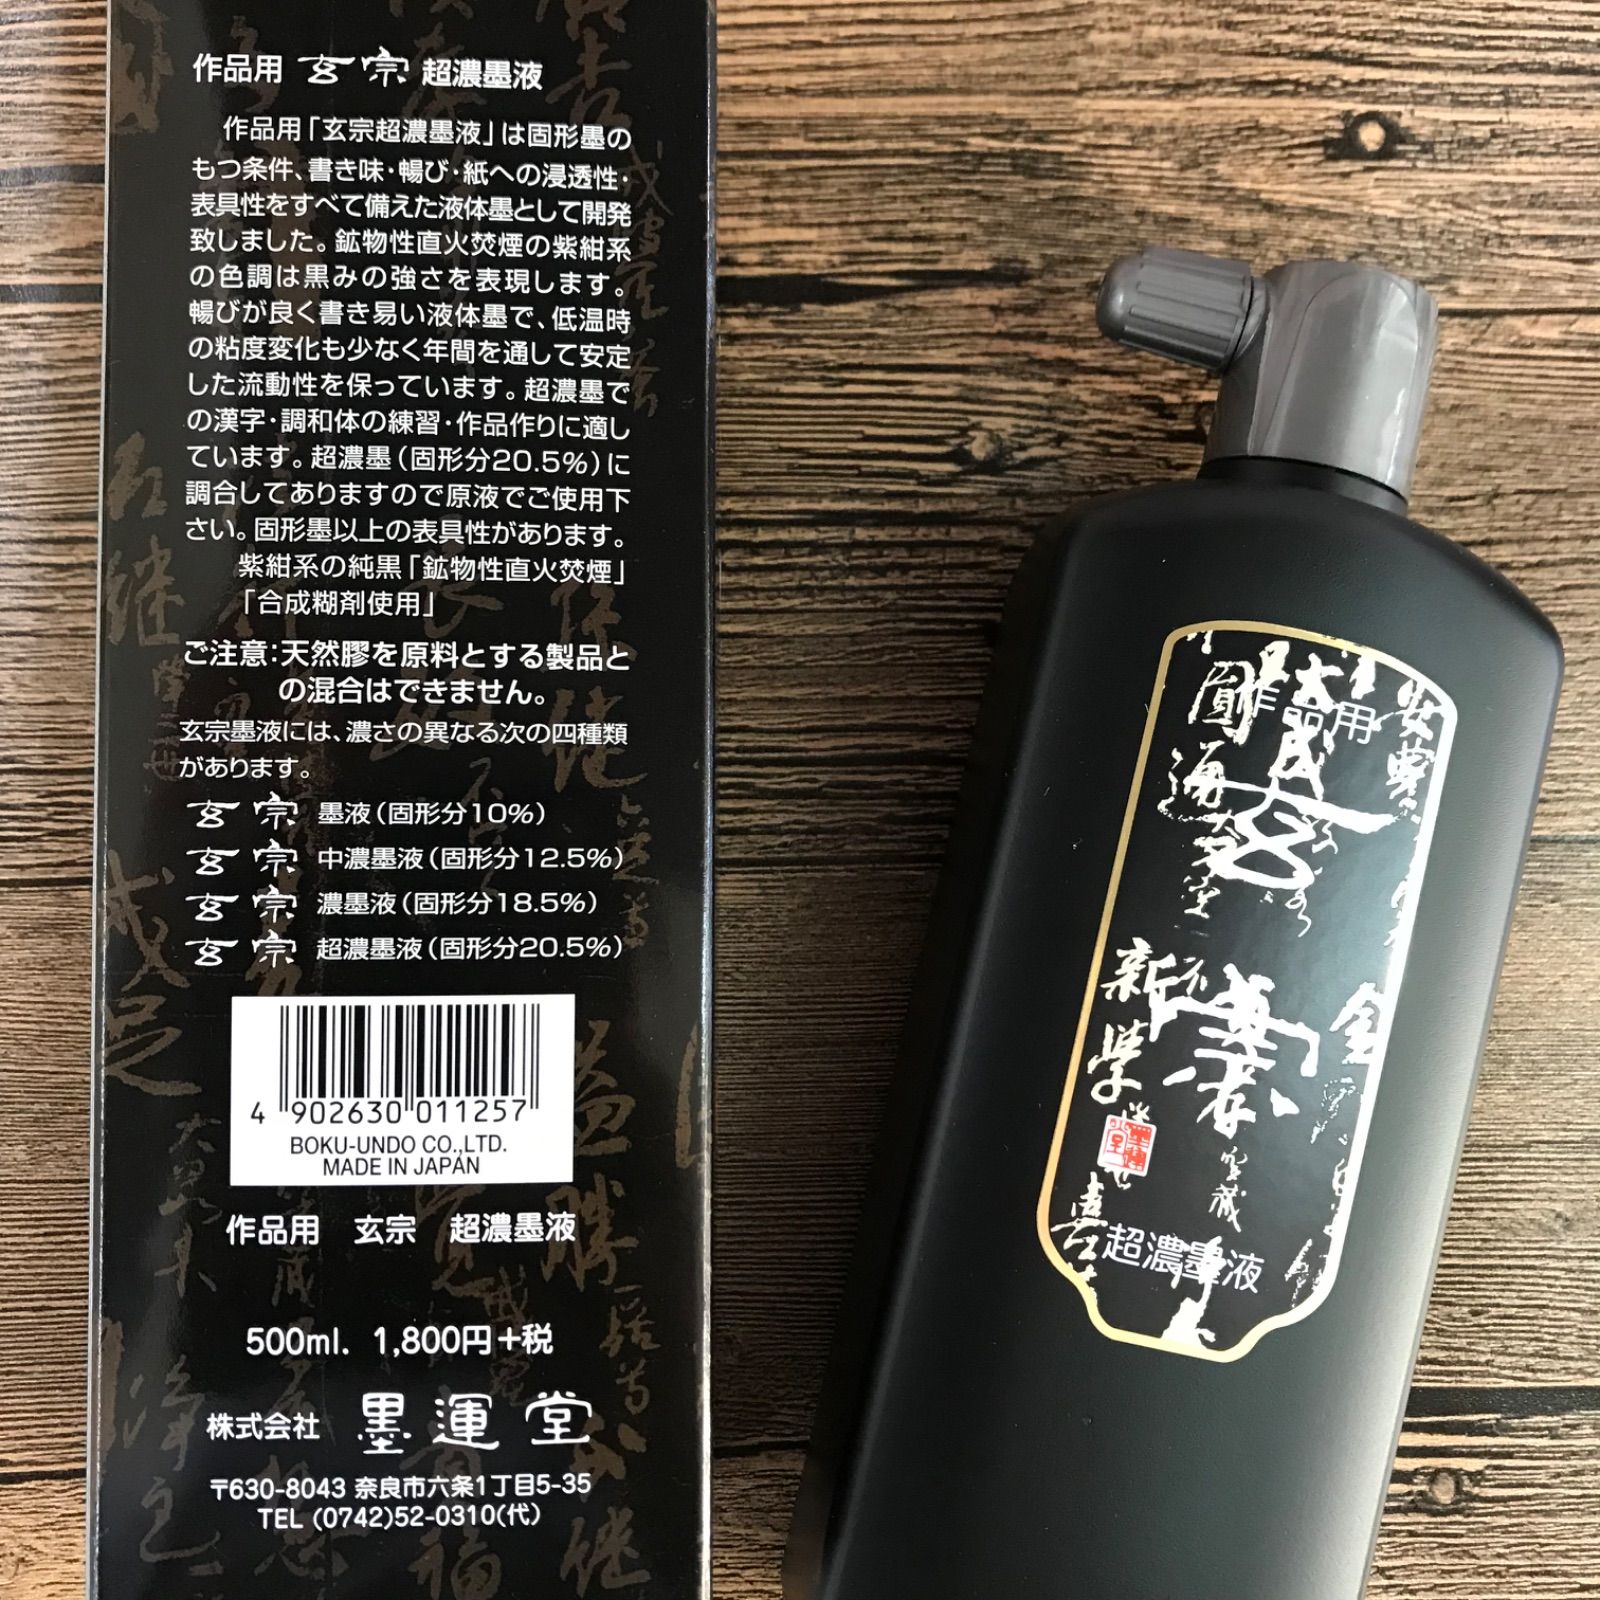 作品用 玄宗 超濃墨液
作品用「玄宗超濃墨液」は固形墨の
もつ条件、書き味・暢び・紙への浸透性・
表具性をすべて備えた液体墨として開発
致しました。鉱物性直火焚煙の紫紺系
の色調は黒みの強さを表現します。
暢びが良く書き易い液体墨で、低温時
の粘度変化も少なく年間を通して安定
した流動性を保っています。超濃墨で
の漢字・調和体の練習・作品作りに適し
ています。超濃墨(固形分20.5%)に
調合してありますので原液でご使用下
さい。固形墨以上の表具性があります。
紫紺系の純黒「鉱物性直火焚煙」
「合成糊剤使用」
ご注意:天然膠を原料とする製品と
の混合はできません。
玄宗墨液には、濃さの異なる次の四種類
があります。
玄宗 墨液(固形分10%)
玄宗 中濃墨液(固形分12.5%)
玄宗 濃墨液(固形分18.5%)
玄宗 超濃墨液(固形分20.5%)
4 902630 011257
BOKU-UNDO CO.,LTD.
MADE IN JAPAN
作品用 玄宗 超濃墨液
500ml. 1,800円+税
株式会社 墨運堂
〒630-8043 奈良市六条1丁目5-35
TEL (0742)52-0310(代)
作品用
玄
宗
超濃墨液